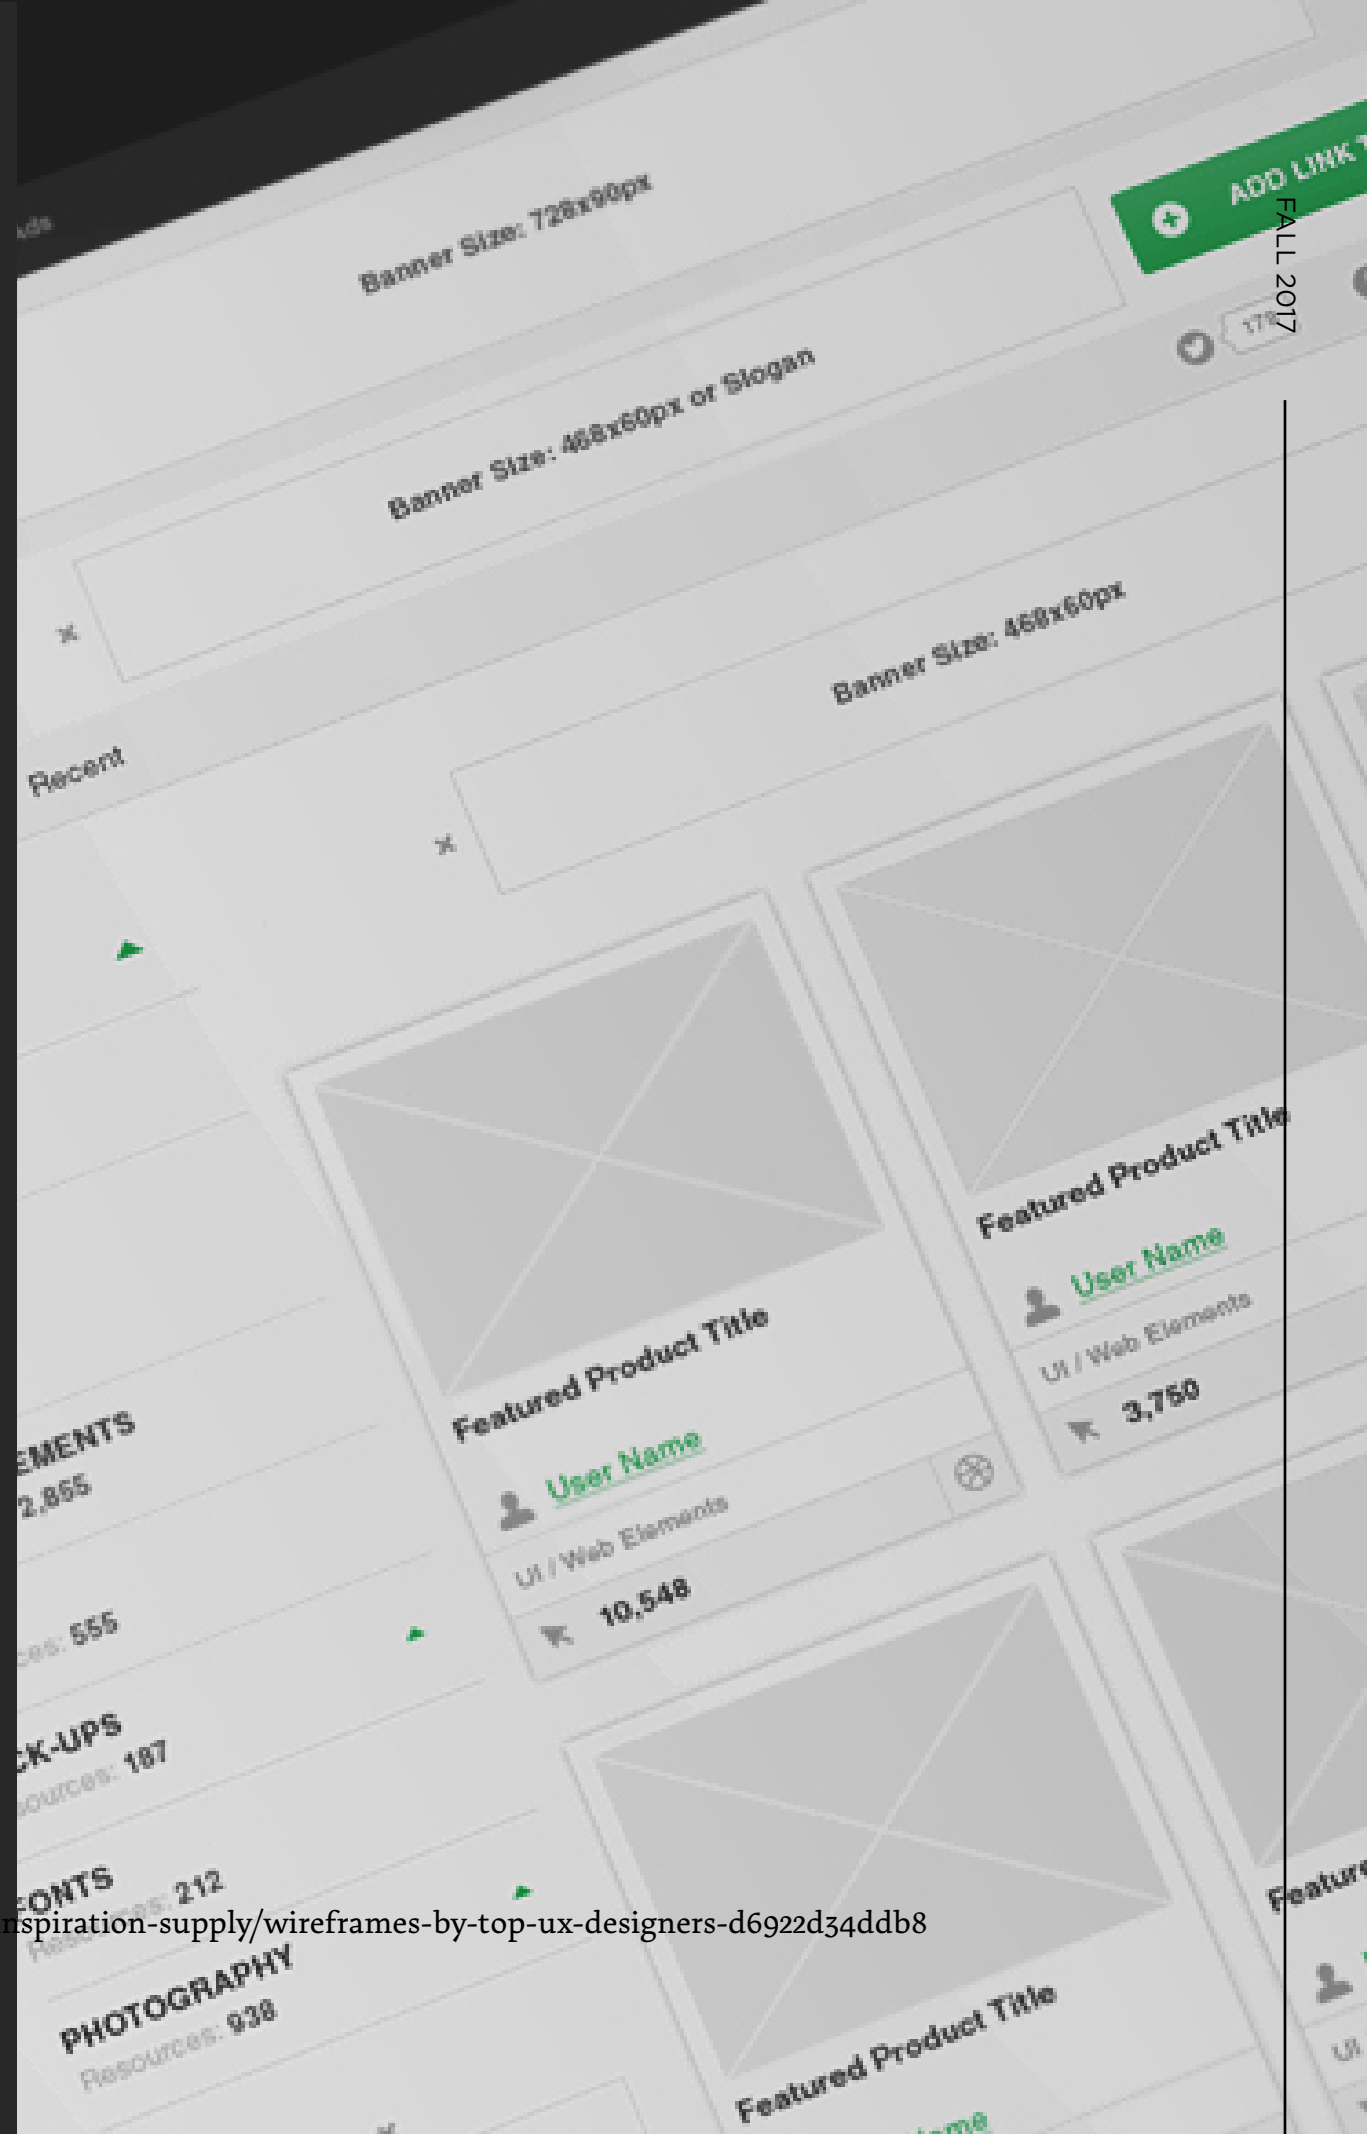 Banner Size: 728x90px
ADD LINK
FALL 2017
Banner Size: 468x60px or Slogan
Banner Size: 468x60px
Recent
Featured Product Title
User Name
UI / Web Elements
3,750
Featured Product Title
User Name
UI / Web Elements
10,548
EMENTS
2,865
555
CK-UPS
187
FONTS
Resources: 212
nspiration-supply/wireframes-by-top-ux-designers-d6922d34ddb8
PHOTOGRAPHY
Resources: 938
Featured Product Title
Feature
UI